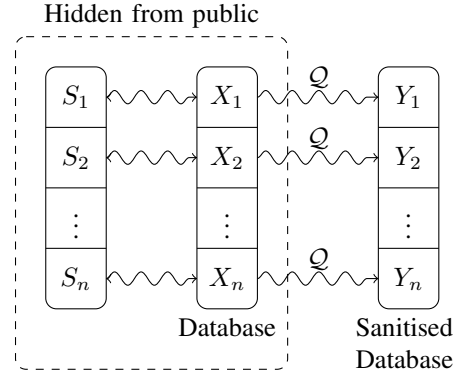 Hidden from public
S₁ X₁ 𝒬 Y₁
S₂ X₂ 𝒬 Y₂
⋮ ⋮ ⋮
Sₙ Xₙ 𝒬 Yₙ
Database
Sanitised
Database